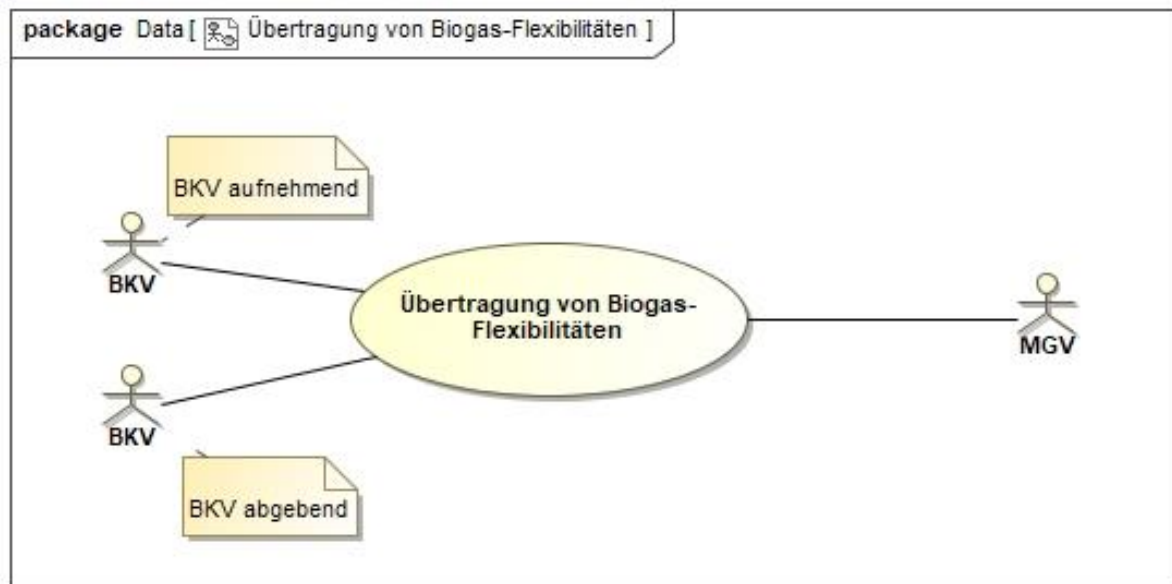 package Data [ Übertragung von Biogas-Flexibilitäten ]
BKV aufnehmend
BKV
Übertragung von Biogas-
Flexibilitäten
MGV
BKV
BKV abgebend